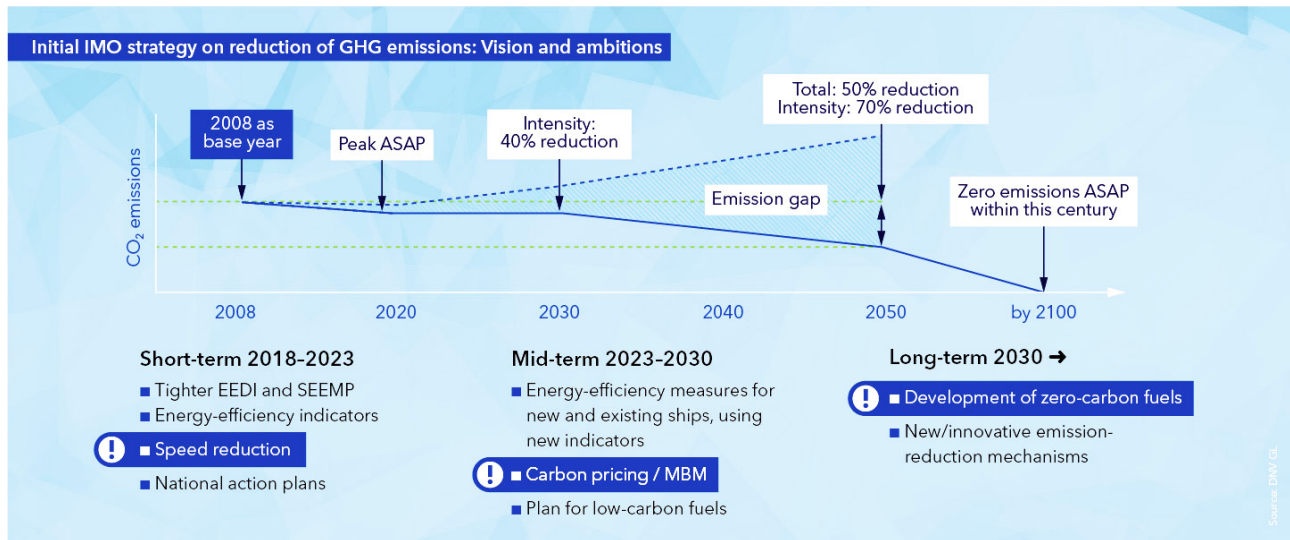 Initial IMO strategy on reduction of GHG emissions: Vision and ambitions
Total: 50% reduction
Intensity: 70% reduction
2008 as
base year
Peak ASAP
Intensity:
40% reduction
Emission gap
Zero emissions ASAP
within this century
CO₂ emissions
2008
2020
2030
2040
2050
by 2100
Short-term 2018–2023
■ Tighter EEDI and SEEMP
■ Energy-efficiency indicators
! ■ Speed reduction
■ National action plans
Mid-term 2023–2030
■ Energy-efficiency measures for
new and existing ships, using
new indicators
! ■ Carbon pricing / MBM
■ Plan for low-carbon fuels
Long-term 2030 ➔
! ■ Development of zero-carbon fuels
■ New/innovative emission-
reduction mechanisms
Source: DNV GL